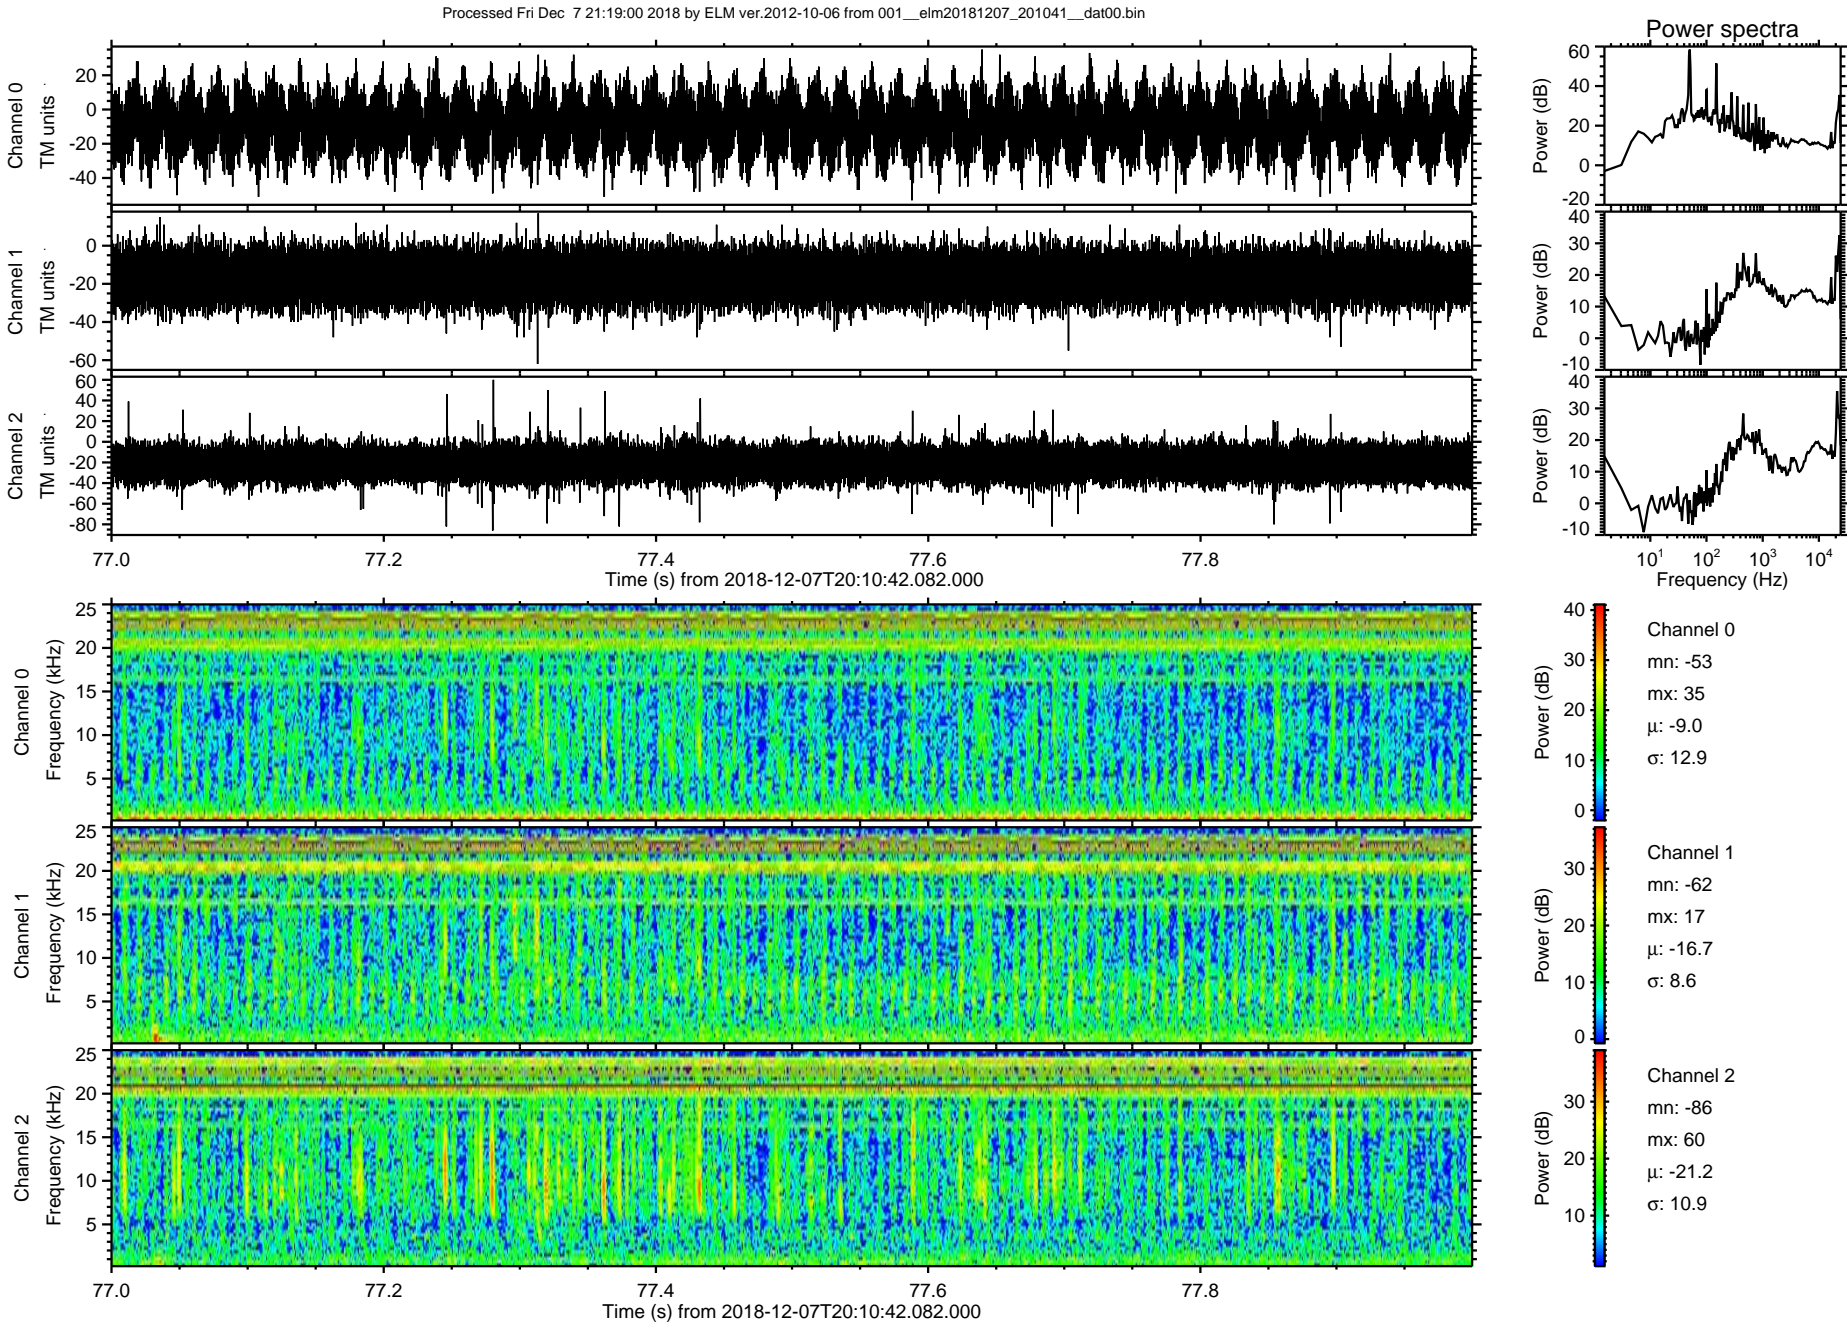 Processed Fri Dec 7 21:19:00 2018 by ELM ver.2012-10-06 from 001__elm20181207_201041__dat00.bin
Power spectra
Channel 0
TM units
20
0
-20
-40
Power (dB)
60
40
20
0
-20
Channel 1
TM units
0
-20
-40
-60
Power (dB)
40
30
20
10
0
-10
Channel 2
TM units
60
40
20
0
-20
-40
-60
-80
Power (dB)
40
30
20
10
0
-10
77.0 77.2 77.4 77.6 77.8
Time (s) from 2018-12-07T20:10:42.082.000
10¹ 10² 10³ 10⁴
Frequency (Hz)
Channel 0
Frequency (kHz)
25
20
15
10
5
Power (dB)
40
30
20
10
0
Channel 0
mn: -53
mx: 35
μ: -9.0
σ: 12.9
Channel 1
Frequency (kHz)
25
20
15
10
5
Power (dB)
30
20
10
0
Channel 1
mn: -62
mx: 17
μ: -16.7
σ: 8.6
Channel 2
Frequency (kHz)
25
20
15
10
5
Power (dB)
30
20
10
Channel 2
mn: -86
mx: 60
μ: -21.2
σ: 10.9
77.0 77.2 77.4 77.6 77.8
Time (s) from 2018-12-07T20:10:42.082.000